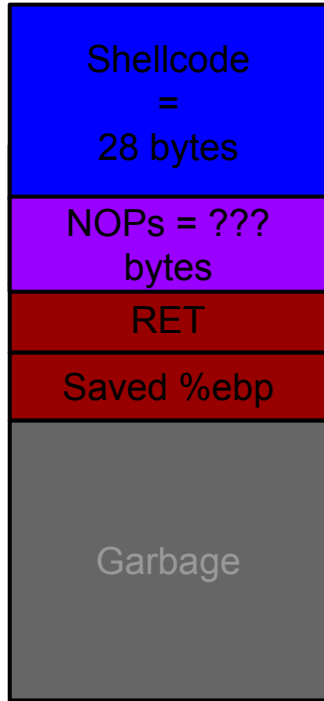 Shellcode
=
28 bytes
NOPs = ???
bytes
RET
Saved %ebp
Garbage